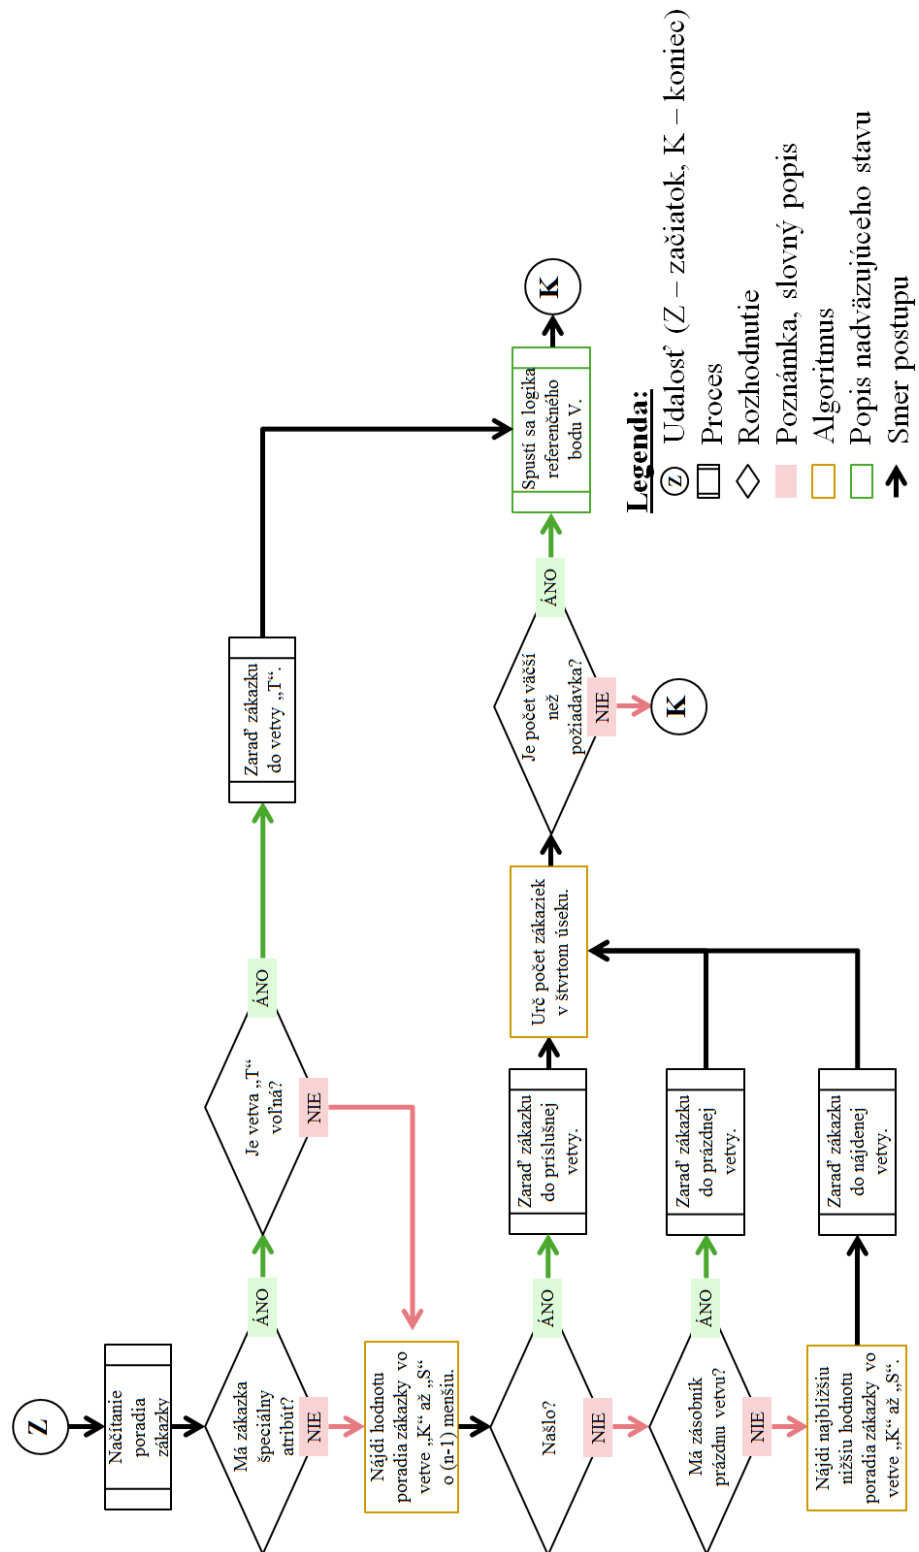 Z
Načítanie
poradia
zákazky
Má zákazka
špeciálny
atribút?
ÁNO
NIE
Je vetva „T“
voľná?
ÁNO
NIE
Zaraď zákazku
do vetvy „T“.
Nájdi hodnotu
poradia zákazky vo
vetve „K“ až „S“
o (n-1) menšiu.
Našlo?
ÁNO
NIE
Zaraď zákazku
do príslušnej
vetvy.
Má zásobník
prázdnu vetvu?
ÁNO
NIE
Zaraď zákazku
do prázdnej
vetvy.
Nájdi najbližšiu
nižšiu hodnotu
poradia zákazky vo
vetve „K“ až „S“.
Zaraď zákazku
do nájdenej
vetvy.
Urč počet zákaziek
v štvrtom úseku.
Je počet väčší
než
požiadavka?
ÁNO
NIE
K
Spustí sa logika
referenčného
bodu V.
K
Legenda:
Z Udalosť (Z – začiatok, K – koniec)
Proces
Rozhodnutie
Poznámka, slovný popis
Algoritmus
Popis nadväzujúceho stavu
Smer postupu